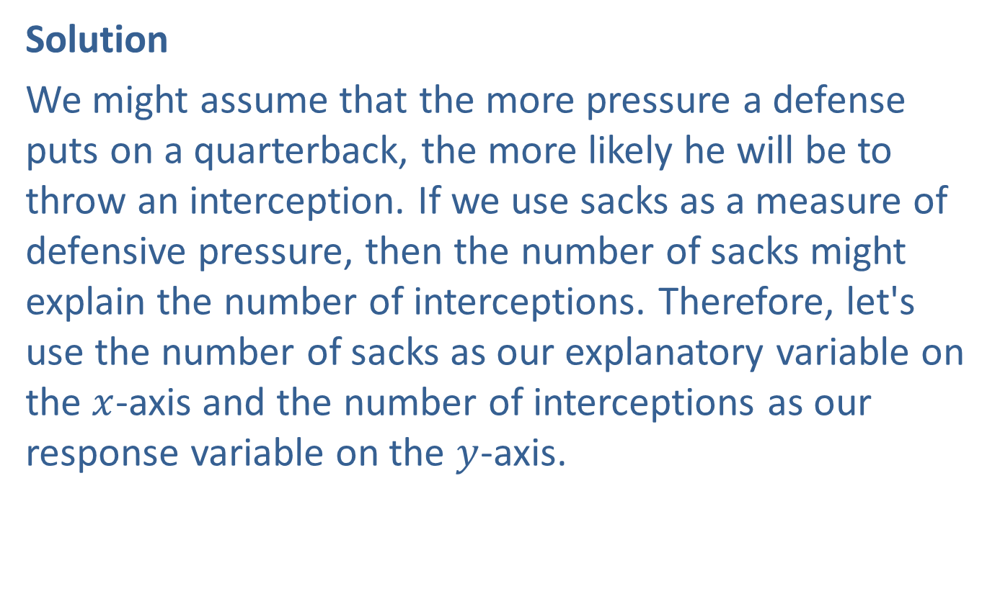 Solution
We might assume that the more pressure a defense
puts on a quarterback, the more likely he will be to
throw an interception. If we use sacks as a measure of
defensive pressure, then the number of sacks might
explain the number of interceptions. Therefore, let's
use the number of sacks as our explanatory variable on
the x-axis and the number of interceptions as our
response variable on the y-axis.